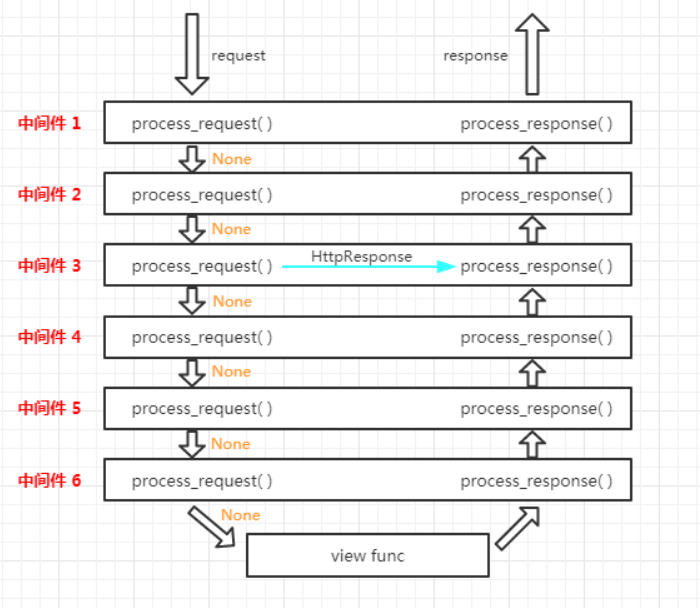 request response
中间件 1 process_request( ) process_response( )
None
中间件 2 process_request( ) process_response( )
None
中间件 3 process_request( ) HttpResponse process_response( )
None
中间件 4 process_request( ) process_response( )
None
中间件 5 process_request( ) process_response( )
None
中间件 6 process_request( ) process_response( )
None
view func